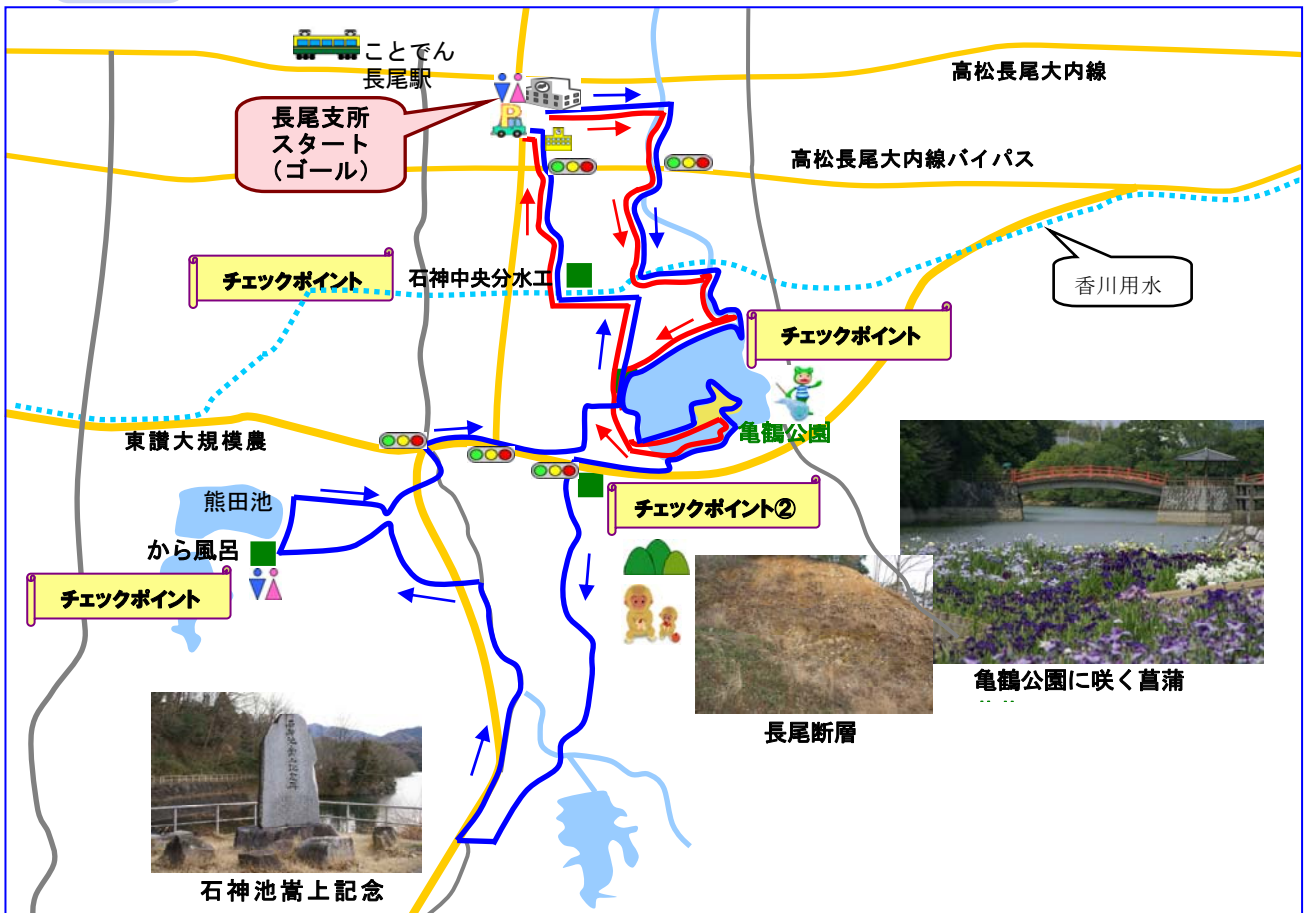 ことでん
長尾駅
高松長尾大内線
長尾支所
スタート
(ゴール)
高松長尾大内線バイパス
チェックポイント
石神中央分水工
香川用水
チェックポイント
東讃大規模農
亀鶴公園
熊田池
チェックポイント②
から風呂
チェックポイント
亀鶴公園に咲く菖蒲
長尾断層
石神池嵩上記念